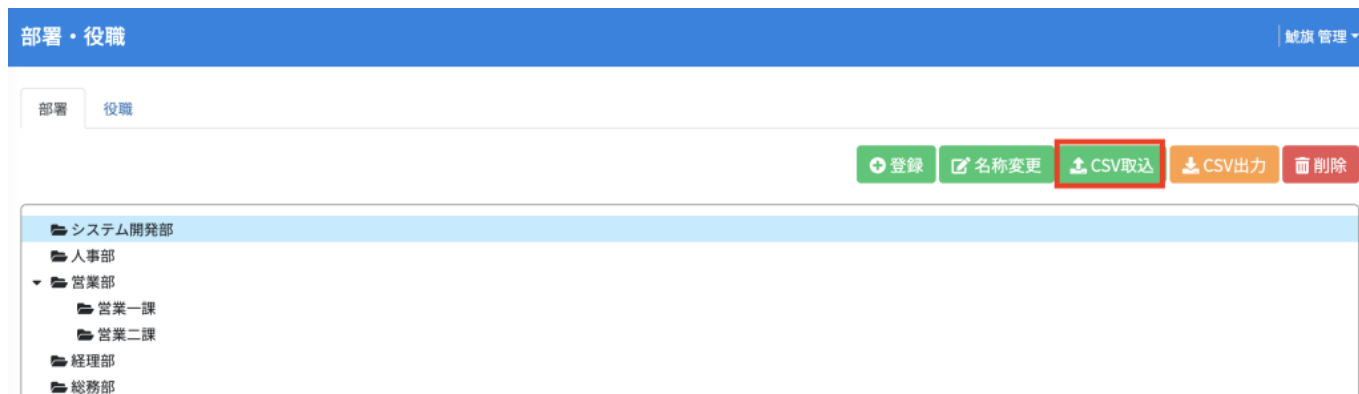 部署・役職
鯱旗 管理
部署 役職
登録 名称変更 CSV取込 CSV出力 削除
システム開発部
人事部
営業部
営業一課
営業二課
経理部
総務部